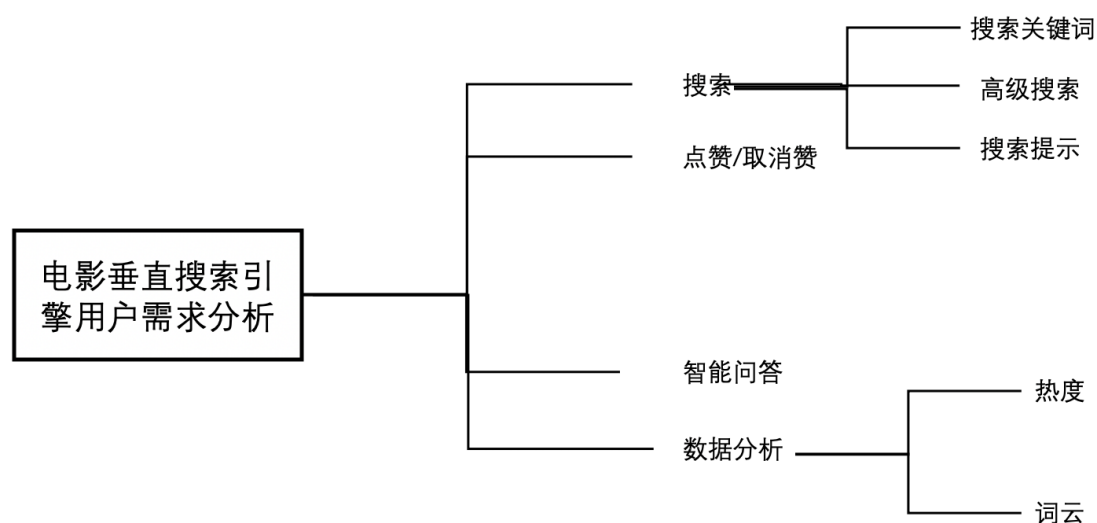 电影垂直搜索引
擎用户需求分析
搜索
搜索关键词
高级搜索
搜索提示
点赞/取消赞
智能问答
数据分析
热度
词云